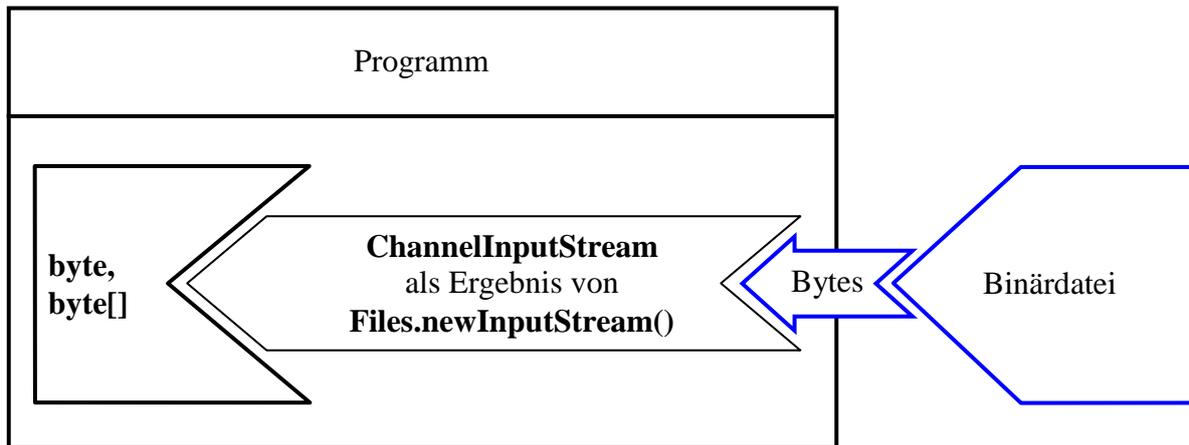 Programm
byte,
byte[]
ChannelInputStream
als Ergebnis von
Files.newInputStream()
Bytes
Binärdatei